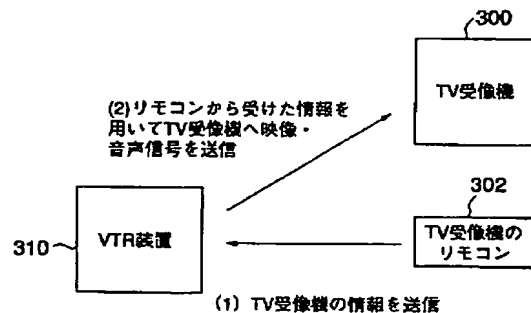 300
TV受像機
(2)リモコンから受けた情報を
用いてTV受像機へ映像・
音声信号を送信
302
TV受像機の
リモコン
310
VTR装置
(1) TV受像機の情報を送信